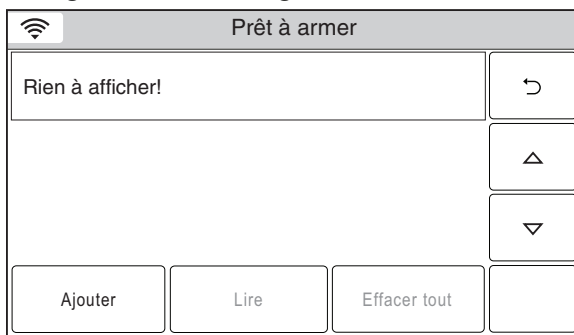 Prêt à armer
Rien à afficher!
Ajouter
Lire
Effacer tout